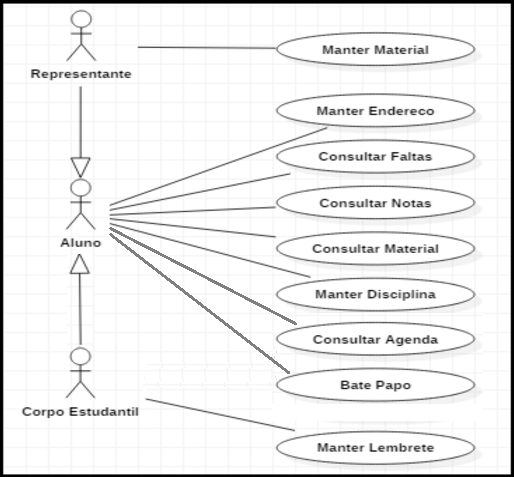 Manter Material
Representante
Manter Endereco
Consultar Faltas
Consultar Notas
Aluno
Consultar Material
Manter Disciplina
Consultar Agenda
Bate Papo
Corpo Estudantil
Manter Lembrete